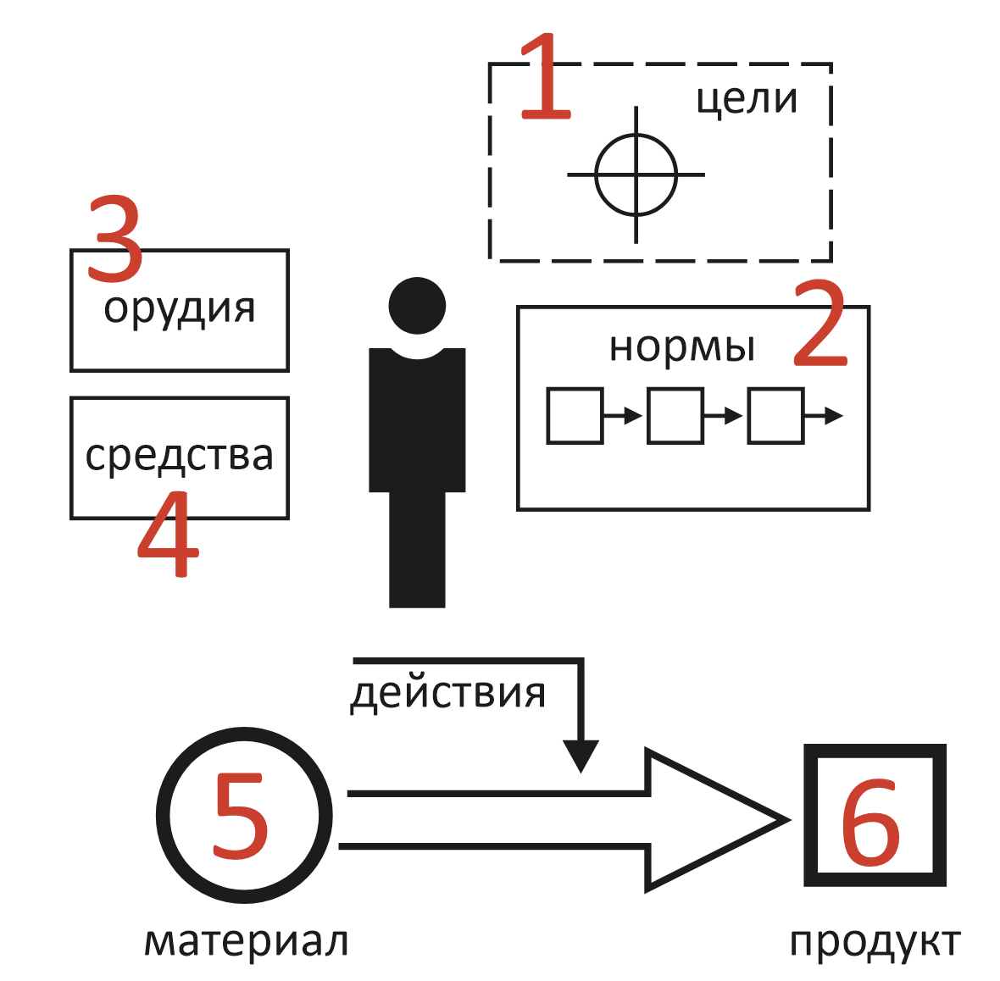 1
цели
3
орудия
2
нормы
средства
4
действия
5
6
материал
продукт